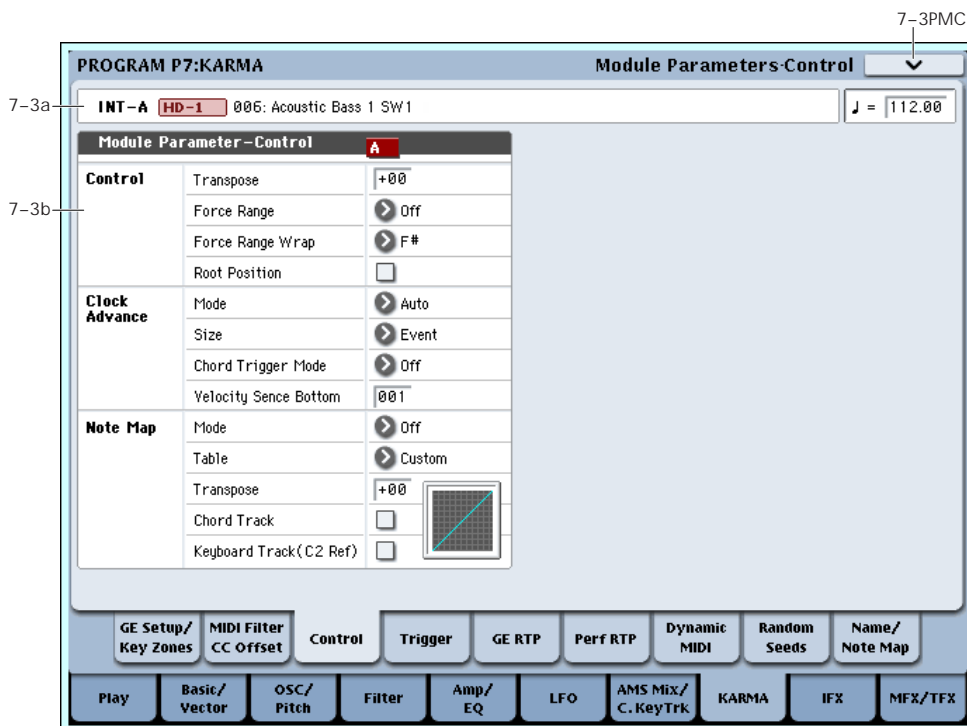 7–3PMC
PROGRAM P7:KARMA Module Parameters-Control
7–3a
INT-A HD-1 006: Acoustic Bass 1 SW1 ♩ = 112.00
Module Parameter-Control A
7–3b
Control Transpose +00
Force Range Off
Force Range Wrap F#
Root Position
Clock Advance Mode Auto
Size Event
Chord Trigger Mode Off
Velocity Sence Bottom 001
Note Map Mode Off
Table Custom
Transpose +00
Chord Track
Keyboard Track(C2 Ref)
GE Setup/ Key Zones MIDI Filter CC Offset Control Trigger GE RTP Perf RTP Dynamic MIDI Random Seeds Name/ Note Map
Play Basic/ Vector OSC/ Pitch Filter Amp/ EQ LFO AMS Mix/ C. KeyTrk KARMA IFX MFX/TFX